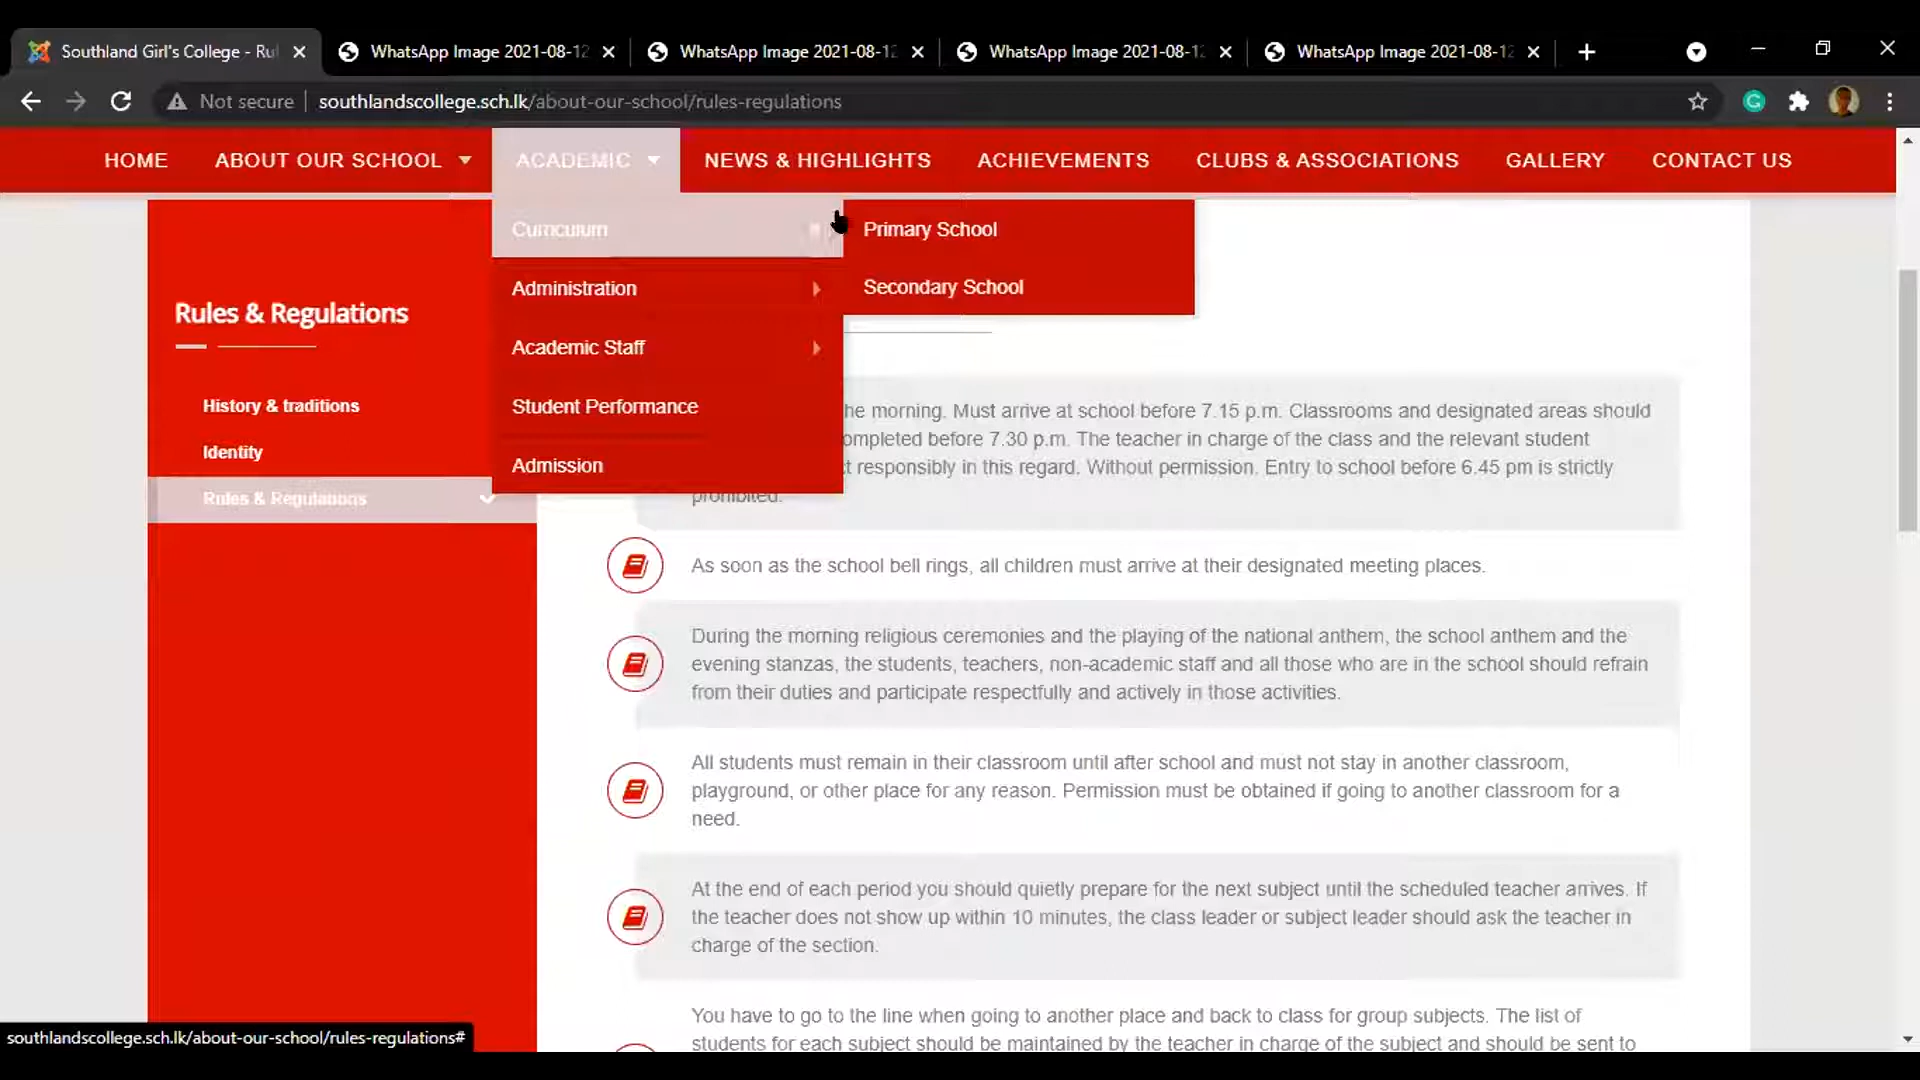 Southland Girl's College - Ru
WhatsApp Image 2021-08-12
WhatsApp Image 2021-08-12
WhatsApp Image 2021-08-12
WhatsApp Image 2021-08-12
Not secure
southlandscollege.sch.lk/about-our-school/rules-regulations
HOME
ABOUT OUR SCHOOL
ACADEMIC
NEWS & HIGHLIGHTS
ACHIEVEMENTS
CLUBS & ASSOCIATIONS
GALLERY
CONTACT US
Curriculum
Primary School
Administration
Secondary School
Academic Staff
Student Performance
Admission
Rules & Regulations
History & traditions
Identity
Rules & Regulations
he morning. Must arrive at school before 7.15 p.m. Classrooms and designated areas should
ompleted before 7.30 p.m. The teacher in charge of the class and the relevant student
t responsibly in this regard. Without permission. Entry to school before 6.45 pm is strictly
prohibited.
As soon as the school bell rings, all children must arrive at their designated meeting places.
During the morning religious ceremonies and the playing of the national anthem, the school anthem and the
evening stanzas, the students, teachers, non-academic staff and all those who are in the school should refrain
from their duties and participate respectfully and actively in those activities.
All students must remain in their classroom until after school and must not stay in another classroom,
playground, or other place for any reason. Permission must be obtained if going to another classroom for a
need.
At the end of each period you should quietly prepare for the next subject until the scheduled teacher arrives. If
the teacher does not show up within 10 minutes, the class leader or subject leader should ask the teacher in
charge of the section.
You have to go to the line when going to another place and back to class for group subjects. The list of
students for each subject should be maintained by the teacher in charge of the subject and should be sent to
southlandscollege.sch.lk/about-our-school/rules-regulations#